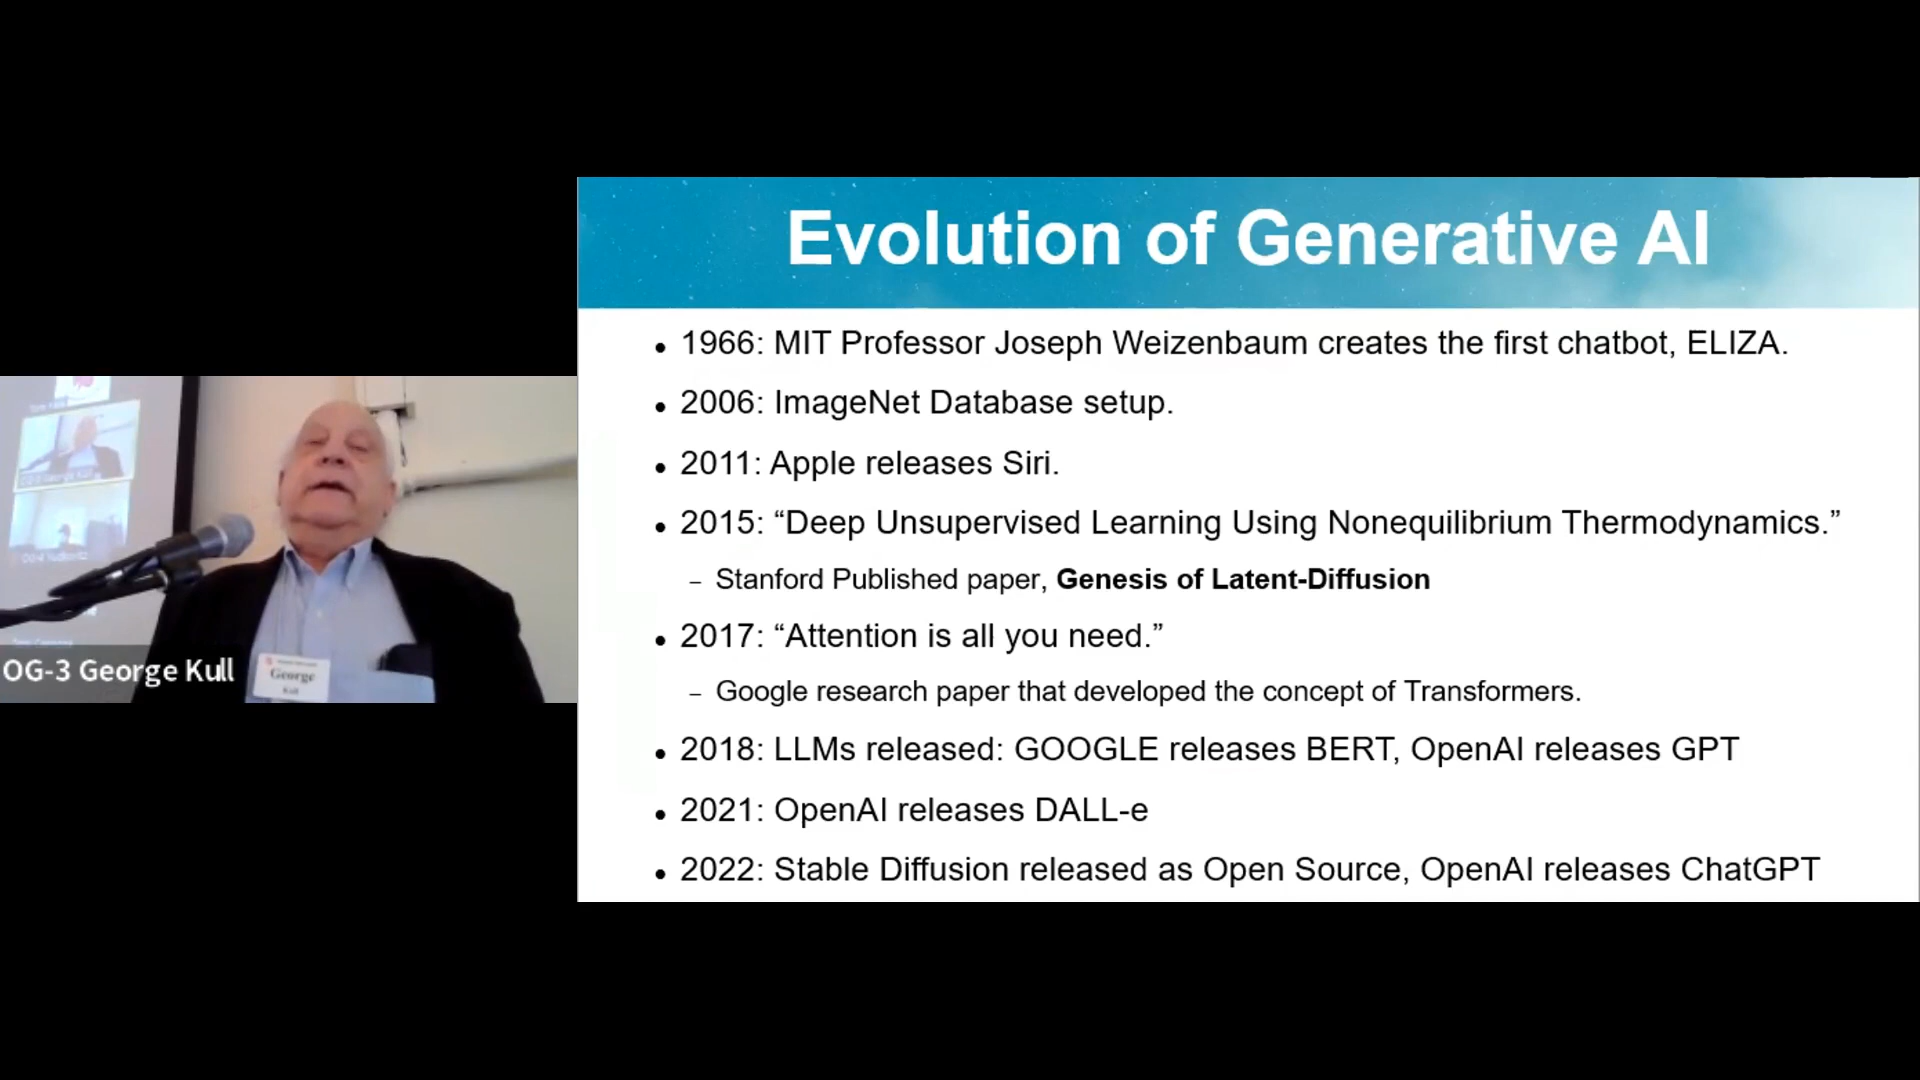 Evolution of Generative AI
• 1966: MIT Professor Joseph Weizenbaum creates the first chatbot, ELIZA.
• 2006: ImageNet Database setup.
• 2011: Apple releases Siri.
• 2015: “Deep Unsupervised Learning Using Nonequilibrium Thermodynamics.”
– Stanford Published paper, Genesis of Latent-Diffusion
• 2017: “Attention is all you need.”
– Google research paper that developed the concept of Transformers.
• 2018: LLMs released: GOOGLE releases BERT, OpenAI releases GPT
• 2021: OpenAI releases DALL-e
• 2022: Stable Diffusion released as Open Source, OpenAI releases ChatGPT
OG-3 George Kull
George
Kull